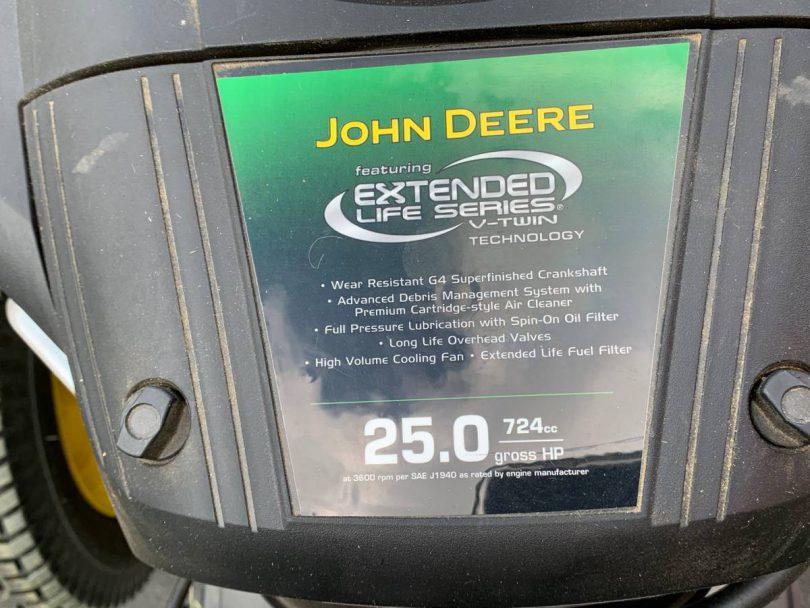 JOHN DEERE
featuring
EXTENDED
LIFE SERIES®
V-TWIN
TECHNOLOGY
• Wear Resistant G4 Superfinished Crankshaft
• Advanced Debris Management System with
Premium Cartridge-style Air Cleaner
• Full Pressure Lubrication with Spin-On Oil Filter
• Long Life Overhead Valves
• High Volume Cooling Fan • Extended Life Fuel Filter
25.0 724cc
gross HP
at 3600 rpm per SAE J1940 as rated by engine manufacturer